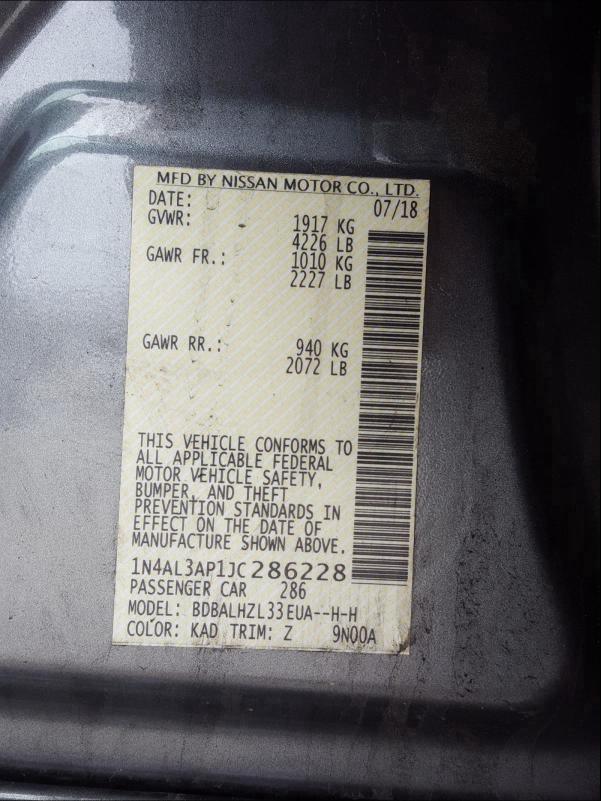 MFD BY NISSAN MOTOR CO., LTD.
DATE: 07/18
GVWR: 1917 KG
4226 LB
GAWR FR.: 1010 KG
2227 LB
GAWR RR.: 940 KG
2072 LB
THIS VEHICLE CONFORMS TO
ALL APPLICABLE FEDERAL
MOTOR VEHICLE SAFETY,
BUMPER, AND THEFT
PREVENTION STANDARDS IN
EFFECT ON THE DATE OF
MANUFACTURE SHOWN ABOVE.
1N4AL3AP1JC286228
PASSENGER CAR 286
MODEL: BDBALHZL33EUA--H-H
COLOR: KAD TRIM: Z 9N00A